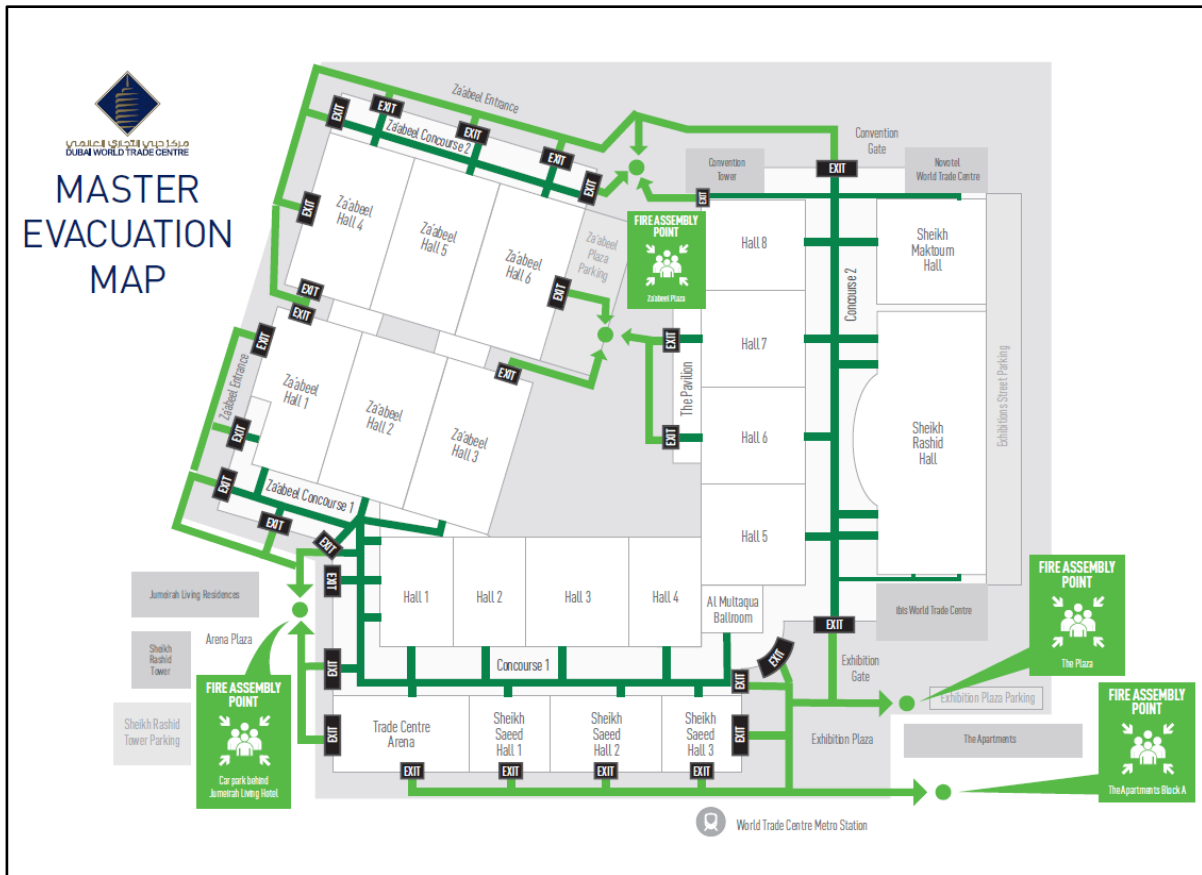 مركز دبي التجاري العالمي
DUBAI WORLD TRADE CENTRE
MASTER
EVACUATION
MAP
Za'abeel Entrance
EXIT
EXIT
EXIT
EXIT
EXIT
Za'abeel Concourse 2
Convention
Gate
EXIT
Convention
Tower
Novotel
World Trade Centre
EXIT
EXIT
Za'abeel
Hall 4
Za'abeel
Hall 5
Za'abeel
Hall 6
Za'abeel
Plaza
Parking
FIRE ASSEMBLY
POINT
Za'abeel Plaza
Hall 8
Sheikh
Maktoum
Hall
Concourse 2
EXIT
EXIT
EXIT
EXIT
EXIT
EXIT
Hall 7
The Pavilion
EXIT
Hall 6
Sheikh
Rashid
Hall
Exhibitions Street Parking
Za'abeel Entrance
Za'abeel
Hall 1
Za'abeel
Hall 2
Za'abeel
Hall 3
EXIT
EXIT
Za'abeel Concourse 1
EXIT
EXIT
EXIT
Hall 5
Hall 1
Hall 2
Hall 3
Hall 4
Al Multaqua
Ballroom
Ibis World Trade Centre
FIRE ASSEMBLY
POINT
The Plaza
Jumeirah Living Residences
Arena Plaza
Sheikh
Rashid
Tower
EXIT
EXIT
Concourse 1
EXIT
EXIT
Exhibition
Gate
FIRE ASSEMBLY
POINT
Car park behind
Jumeirah Living Hotel
Sheikh Rashid
Tower Parking
EXIT
Trade Centre
Arena
Sheikh
Saeed
Hall 1
Sheikh
Saeed
Hall 2
Sheikh
Saeed
Hall 3
EXIT
Exhibition Plaza
Exhibition Plaza Parking
The Apartments
FIRE ASSEMBLY
POINT
The Apartments Block A
EXIT
EXIT
EXIT
EXIT
World Trade Centre Metro Station